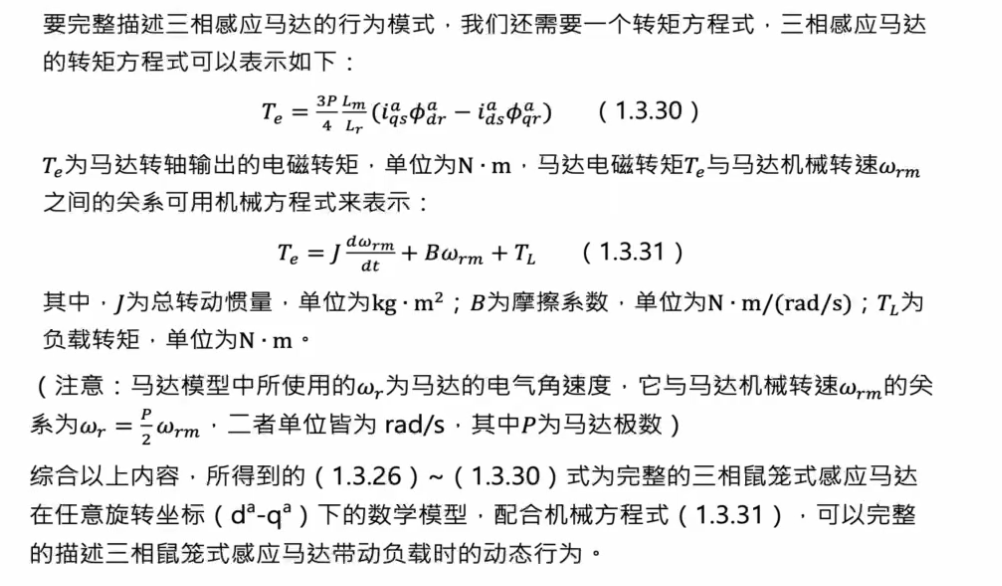 要完整描述三相感应马达的行为模式，我们还需要一个转矩方程式，三相感应马达
的转矩方程式可以表示如下：
$T_e = \frac{3P}{4}\frac{L_m}{L_r}(i_{qs}^a\phi_{dr}^a - i_{ds}^a\phi_{qr}^a)$ （1.3.30）
$T_e$为马达转轴输出的电磁转矩，单位为N · m，马达电磁转矩$T_e$与马达机械转速$\omega_{rm}$
之间的关系可用机械方程式来表示：
$T_e = J\frac{d\omega_{rm}}{dt} + B\omega_{rm} + T_L$ （1.3.31）
其中，$J$为总转动惯量，单位为kg · m²；$B$为摩擦系数，单位为N · m/(rad/s)；$T_L$为
负载转矩，单位为N · m。
（注意：马达模型中所使用的$\omega_r$为马达的电气角速度，它与马达机械转速$\omega_{rm}$的关
系为$\omega_r = \frac{P}{2}\omega_{rm}$，二者单位皆为 rad/s，其中$P$为马达极数）
综合以上内容，所得到的（1.3.26）~（1.3.30）式为完整的三相鼠笼式感应马达
在任意旋转坐标（dᵃ-qᵃ）下的数学模型，配合机械方程式（1.3.31），可以完整
的描述三相鼠笼式感应马达带动负载时的动态行为。